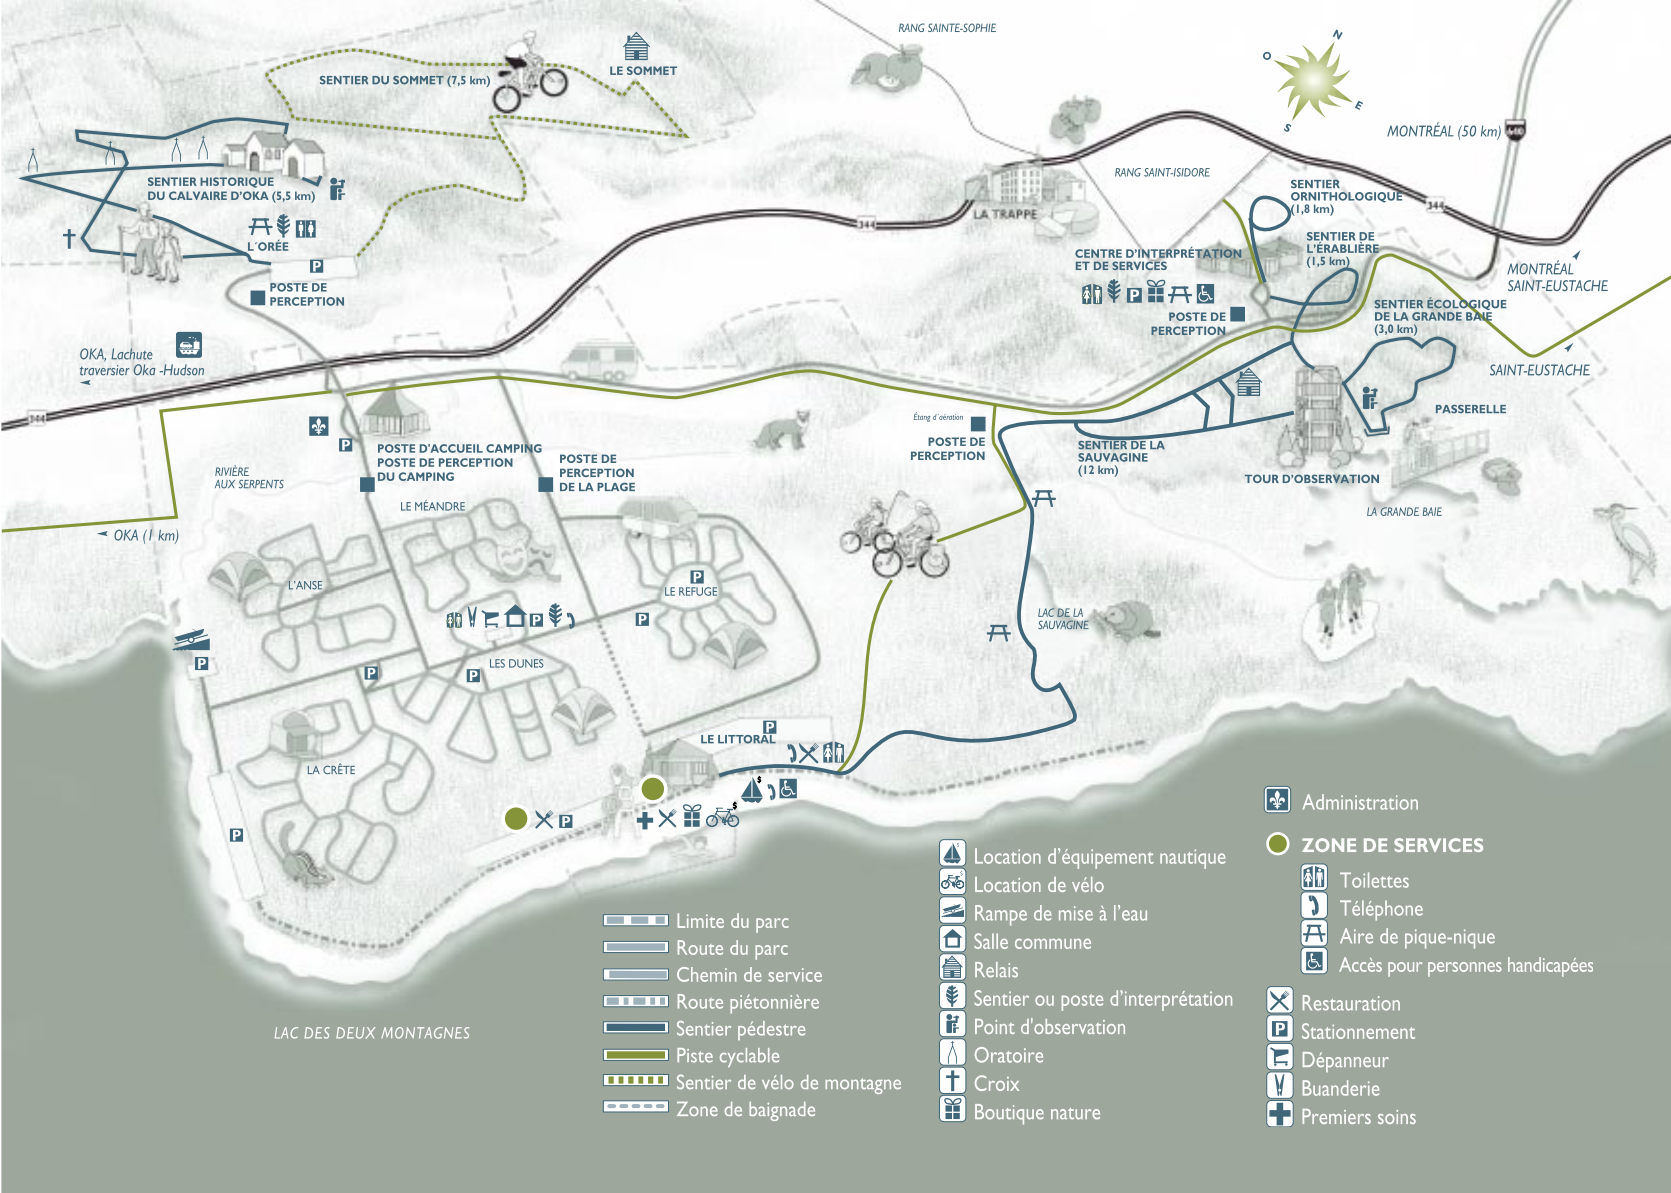 RANG SAINTE-SOPHIE
N
O
E
S
LE SOMMET
SENTIER DU SOMMET (7,5 km)
MONTRÉAL (50 km)
640
RANG SAINT-ISIDORE
SENTIER HISTORIQUE
DU CALVAIRE D'OKA (5,5 km)
SENTIER
ORNITHOLOGIQUE
(1,8 km)
344
LA TRAPPE
344
L'ORÉE
P
SENTIER DE
L'ÉRABLIÈRE
(1,5 km)
CENTRE D'INTERPRÉTATION
ET DE SERVICES
P
MONTRÉAL
SAINT-EUSTACHE
POSTE DE
PERCEPTION
SENTIER ÉCOLOGIQUE
DE LA GRANDE BAIE
(3,0 km)
POSTE DE
PERCEPTION
OKA, Lachute
traversier Oka -Hudson
SAINT-EUSTACHE
344
PASSERELLE
Étang d'aération
P
POSTE D'ACCUEIL CAMPING
POSTE DE PERCEPTION
DU CAMPING
POSTE DE
PERCEPTION
DE LA PLAGE
POSTE DE
PERCEPTION
SENTIER DE LA
SAUVAGINE
(12 km)
TOUR D'OBSERVATION
RIVIÈRE
AUX SERPENTS
LE MÉANDRE
LA GRANDE BAIE
OKA (1 km)
L'ANSE
P
LE REFUGE
P
P
LAC DE LA
SAUVAGINE
P
LES DUNES
P
P
P
LE LITTORAL
LA CRÊTE
$
$
P
P
Administration
ZONE DE SERVICES
Toilettes
Téléphone
Aire de pique-nique
Accès pour personnes handicapées
Restauration
P Stationnement
Dépanneur
Buanderie
Premiers soins
Location d'équipement nautique
Location de vélo
Rampe de mise à l'eau
Salle commune
Relais
Sentier ou poste d'interprétation
Point d'observation
Oratoire
Croix
Boutique nature
Limite du parc
Route du parc
Chemin de service
Route piétonnière
Sentier pédestre
Piste cyclable
Sentier de vélo de montagne
Zone de baignade
LAC DES DEUX MONTAGNES